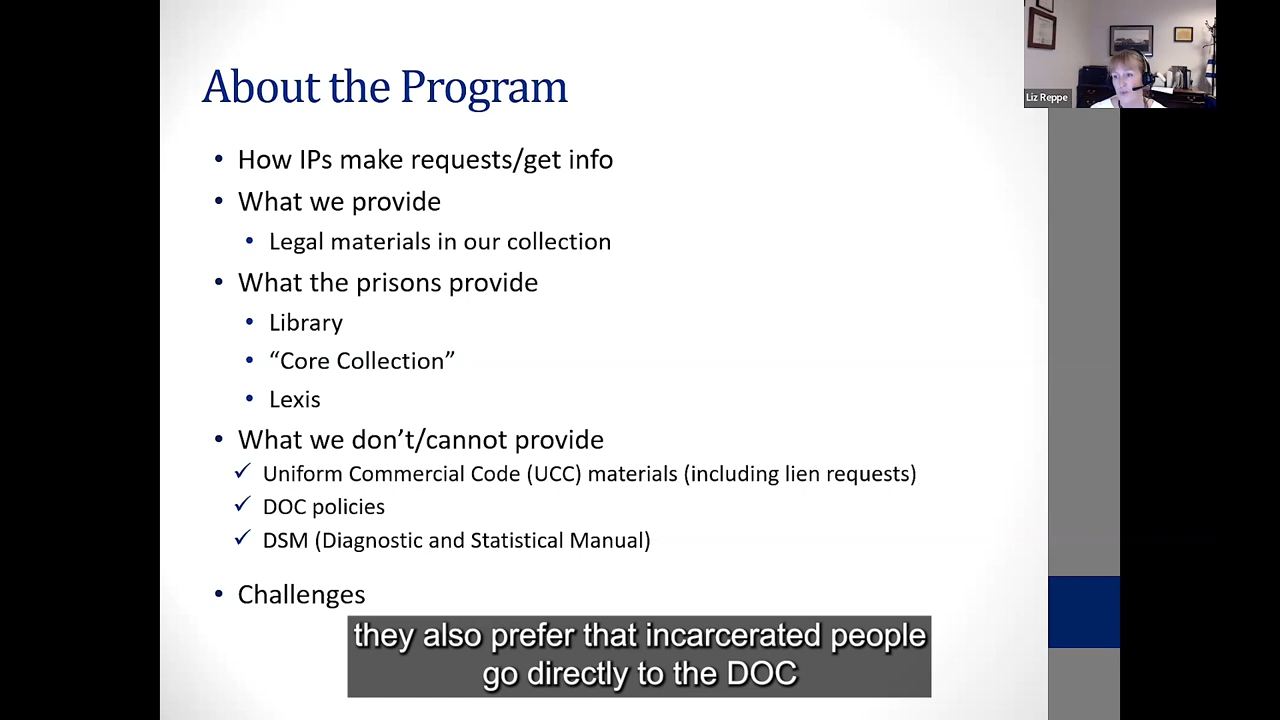 About the Program
• How IPs make requests/get info
• What we provide
• Legal materials in our collection
• What the prisons provide
• Library
• “Core Collection”
• Lexis
• What we don’t/cannot provide
✓ Uniform Commercial Code (UCC) materials (including lien requests)
✓ DOC policies
✓ DSM (Diagnostic and Statistical Manual)
• Challenges
they also prefer that incarcerated people
go directly to the DOC
Liz Reppe